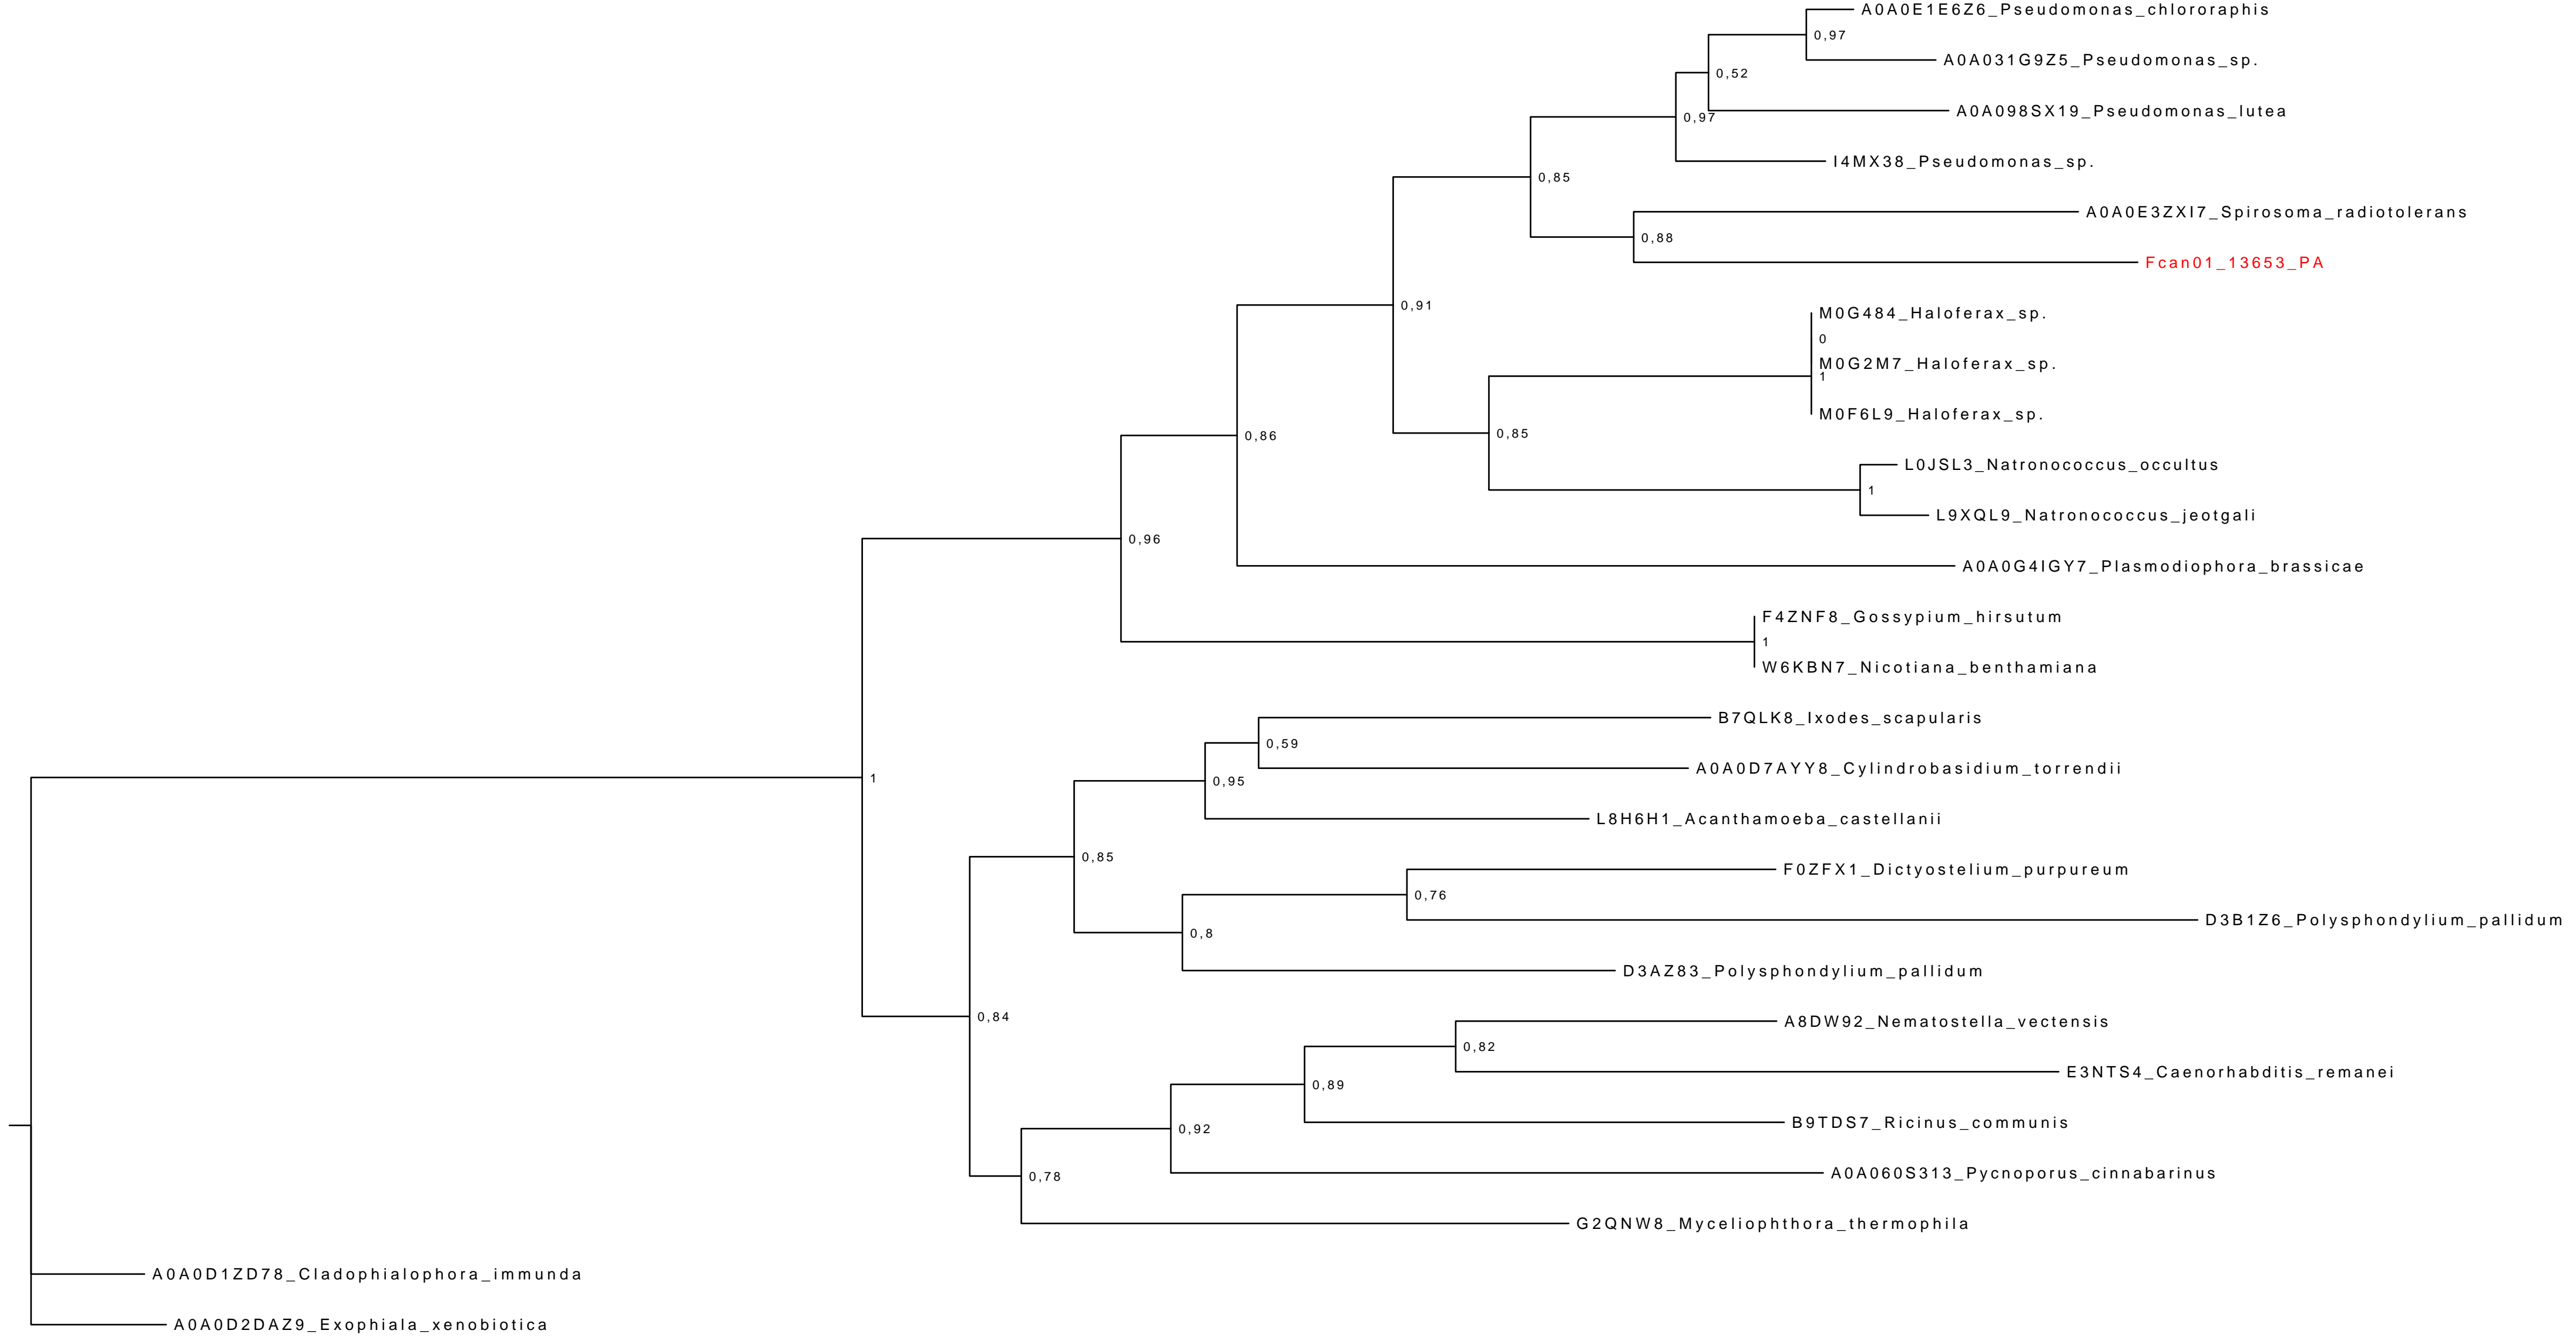 A0A0E1E6Z6_Pseudomonas_chlororaphis
0,97
A0A031G9Z5_Pseudomonas_sp.
0,52
A0A098SX19_Pseudomonas_lutea
0,97
I4MX38_Pseudomonas_sp.
0,85
A0A0E3ZXI7_Spirosoma_radiotolerans
0,88
Fcan01_13653_PA
0,91
M0G484_Haloferax_sp.
0
M0G2M7_Haloferax_sp.
1
M0F6L9_Haloferax_sp.
0,85
0,86
L0JSL3_Natronococcus_occultus
1
L9XQL9_Natronococcus_jeotgali
0,96
A0A0G4IGY7_Plasmodiophora_brassicae
F4ZNF8_Gossypium_hirsutum
1
W6KBN7_Nicotiana_benthamiana
B7QLK8_Ixodes_scapularis
0,59
A0A0D7AYY8_Cylindrobasidium_torrendii
1
0,95
L8H6H1_Acanthamoeba_castellanii
0,85
F0ZFX1_Dictyostelium_purpureum
0,76
D3B1Z6_Polysphondylium_pallidum
0,8
D3AZ83_Polysphondylium_pallidum
0,84
A8DW92_Nematostella_vectensis
0,82
E3NTS4_Caenorhabditis_remanei
0,89
B9TDS7_Ricinus_communis
0,92
A0A060S313_Pycnoporus_cinnabarinus
0,78
G2QNW8_Myceliophthora_thermophila
A0A0D1ZD78_Cladophialophora_immunda
A0A0D2DAZ9_Exophiala_xenobiotica